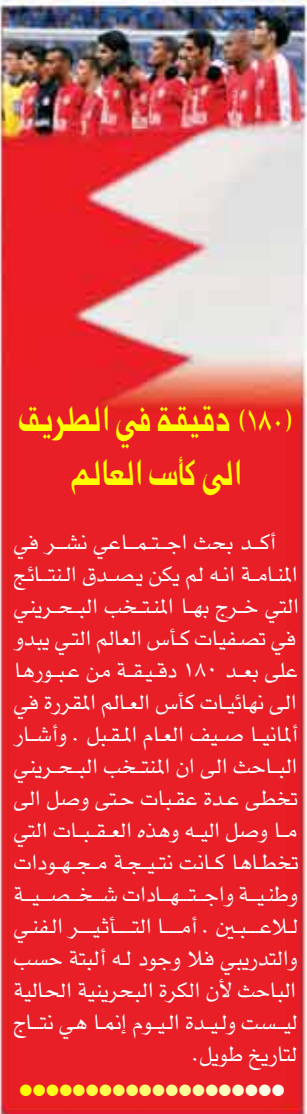 (١٨٠) دقيقة في الطريق
الى كأس العالم
أكد بحث اجتماعي نشر في
المنامة انه لم يكن يصدق النتائج
التي خرج بها المنتخب البحريني
في تصفيات كأس العالم التي يبدو
على بعد ١٨٠ دقيقة من عبورها
الى نهائيات كأس العالم المقررة في
ألمانيا صيف العام المقبل . وأشار
الباحث الى ان المنتخب البحريني
تخطى عدة عقبات حتى وصل الى
ما وصل اليه وهذه العقبات التي
تخطاها كانت نتيجة مجهودات
وطنية واجتهادات شخصية
للاعبين . أما التأثير الفني
والتدريبي فلا وجود له ألبتة حسب
الباحث لأن الكرة البحرينية الحالية
ليست وليدة اليوم إنما هي نتاج
لتاريخ طويل.